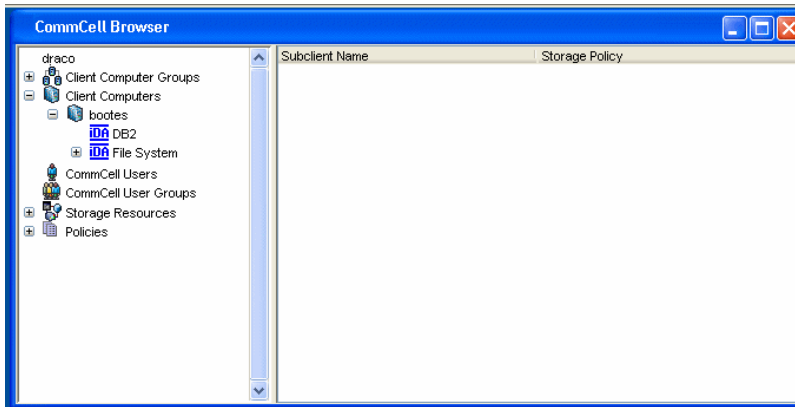 CommCell Browser
draco
Client Computer Groups
Client Computers
bootes
iDA DB2
iDA File System
CommCell Users
CommCell User Groups
Storage Resources
Policies
Subclient Name Storage Policy